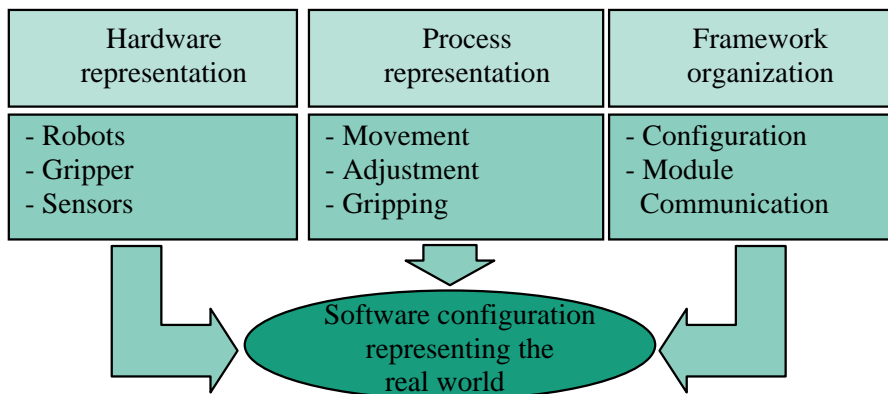 Hardware
representation
Process
representation
Framework
organization
- Robots
- Gripper
- Sensors
- Movement
- Adjustment
- Gripping
- Configuration
- Module
Communication
Software configuration
representing the
real world